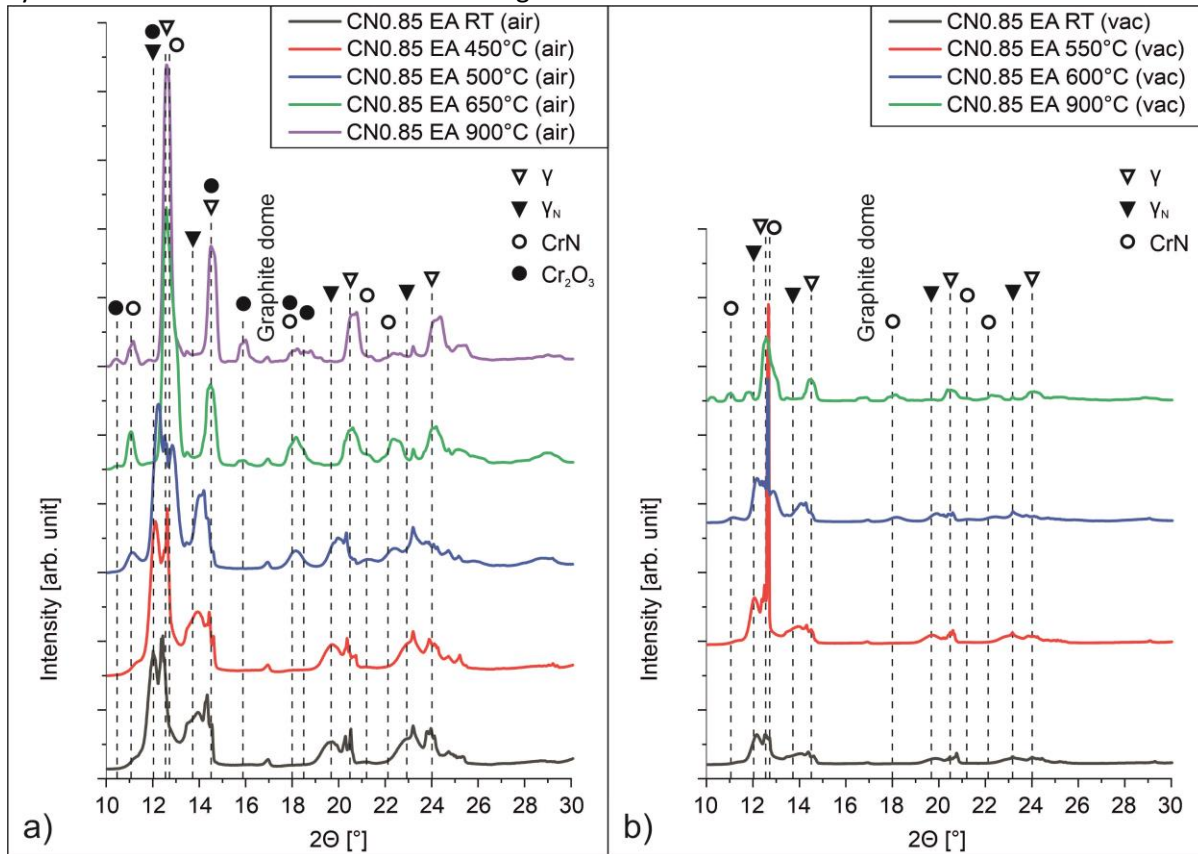 CN0.85 EA RT (air)
CN0.85 EA 450°C (air)
CN0.85 EA 500°C (air)
CN0.85 EA 650°C (air)
CN0.85 EA 900°C (air)
γ
γN
CrN
Cr2O3
Graphite dome
Intensity [arb. unit]
10 12 14 16 18 20 22 24 26 28 30
2Θ [°]
a)
CN0.85 EA RT (vac)
CN0.85 EA 550°C (vac)
CN0.85 EA 600°C (vac)
CN0.85 EA 900°C (vac)
γ
γN
CrN
Graphite dome
Intensity [arb. unit]
10 12 14 16 18 20 22 24 26 28 30
2Θ [°]
b)